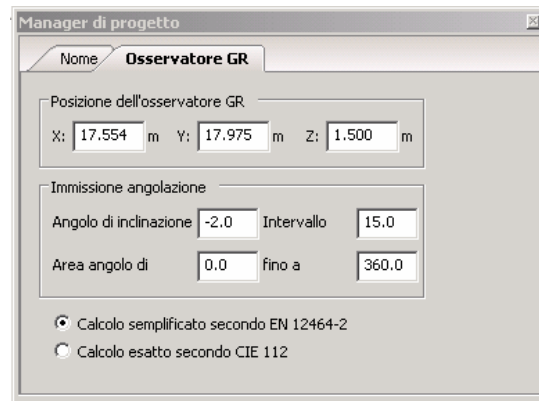 Manager di progetto
Nome Osservatore GR
Posizione dell'osservatore GR
X: 17.554 m Y: 17.975 m Z: 1.500 m
Immissione angolazione
Angolo di inclinazione -2.0 Intervallo 15.0
Area angolo di 0.0 fino a 360.0
Calcolo semplificato secondo EN 12464-2
Calcolo esatto secondo CIE 112